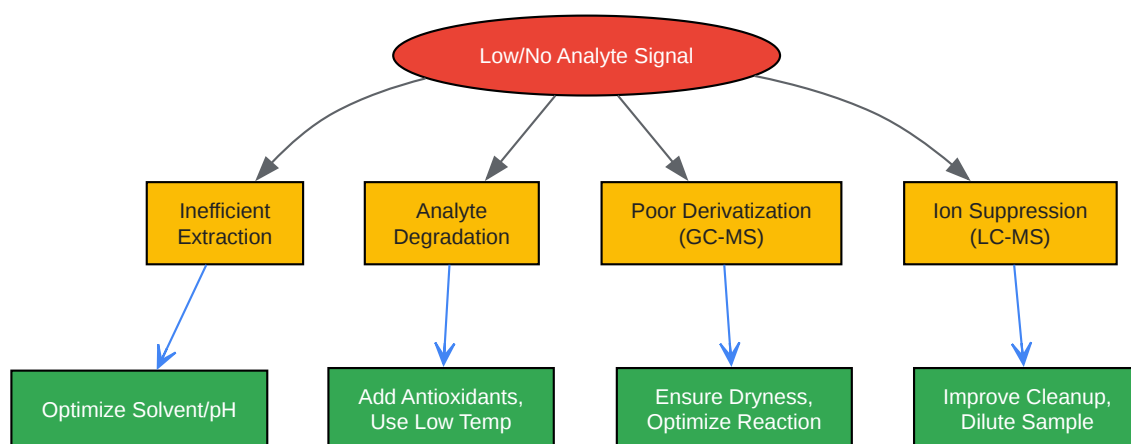 Low/No Analyte Signal
Inefficient
Extraction
Analyte
Degradation
Poor Derivatization
(GC-MS)
Ion Suppression
(LC-MS)
Optimize Solvent/pH
Add Antioxidants,
Use Low Temp
Ensure Dryness,
Optimize Reaction
Improve Cleanup,
Dilute Sample